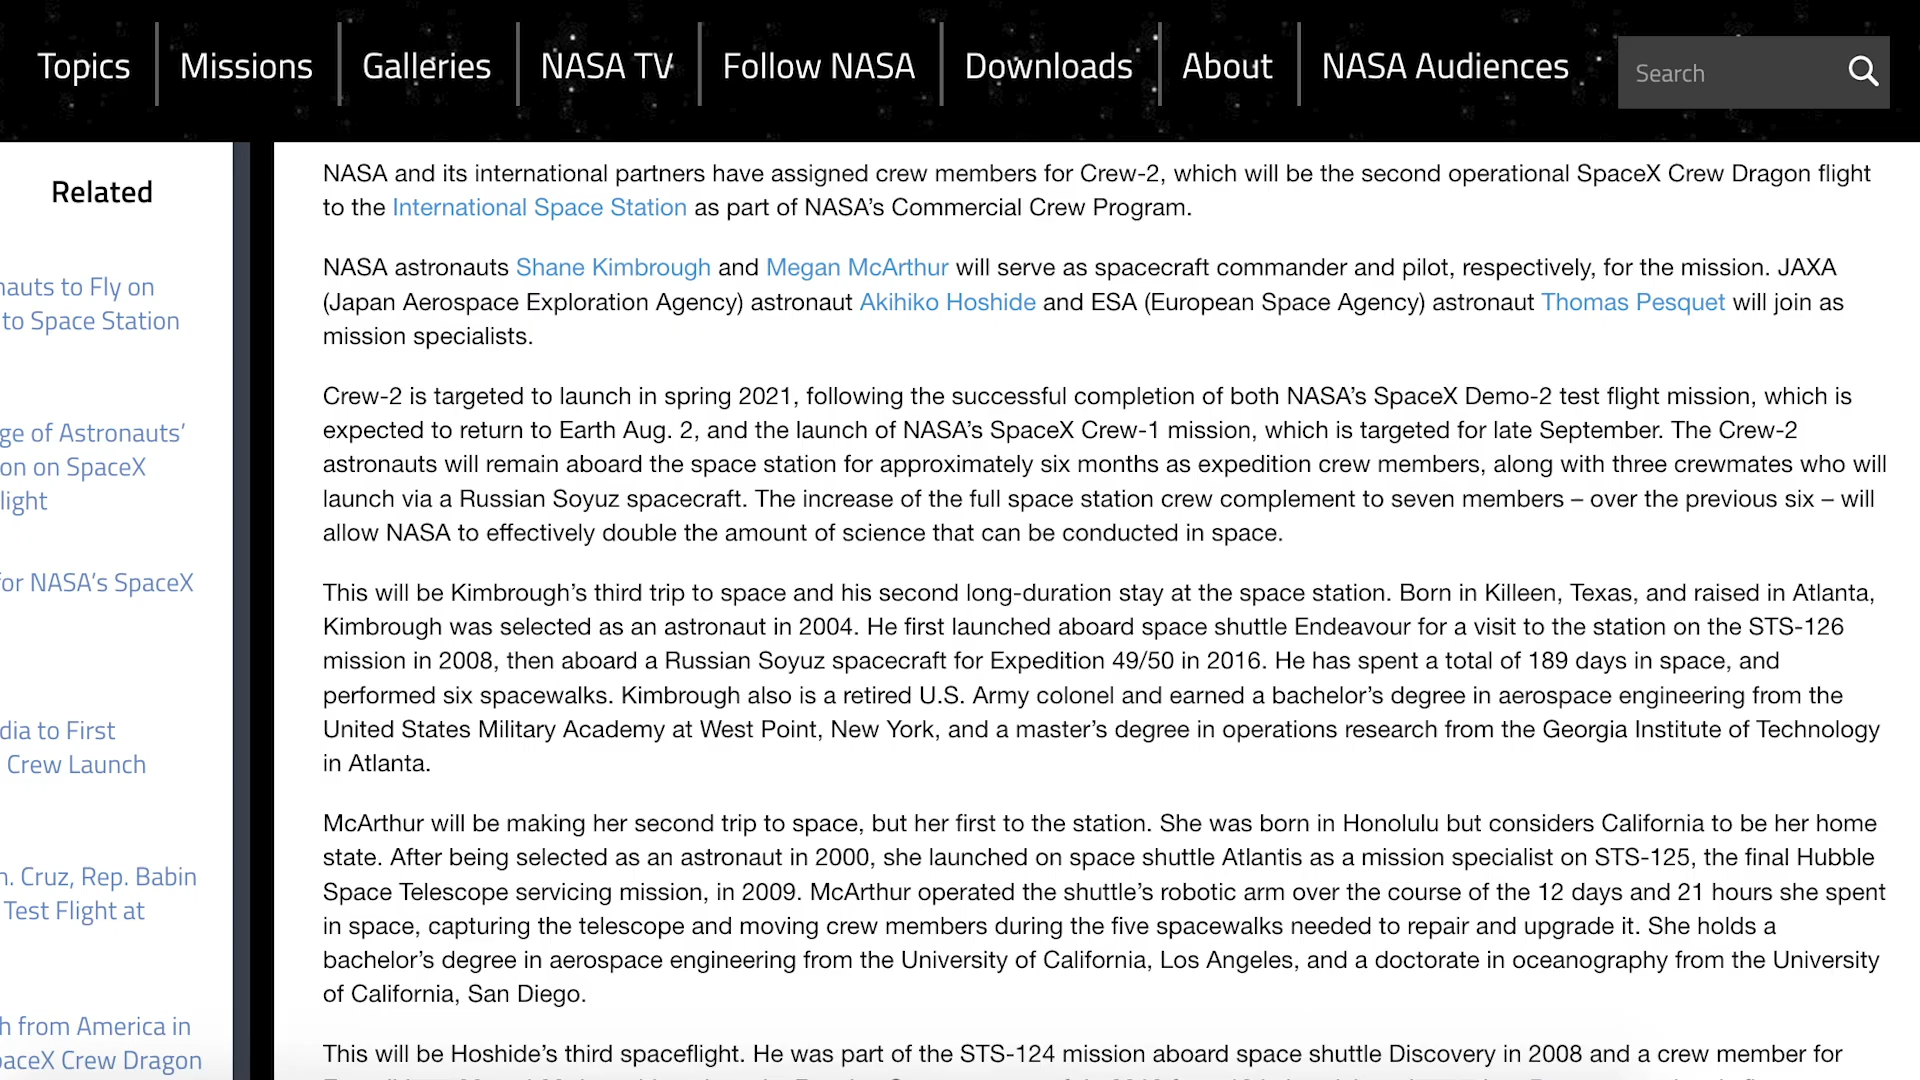 Topics
Missions
Galleries
NASA TV
Follow NASA
Downloads
About
NASA Audiences
Search
Related
nauts to Fly on
to Space Station
ge of Astronauts’
on on SpaceX
light
for NASA’s SpaceX
dia to First
Crew Launch
n. Cruz, Rep. Babin
Test Flight at
h from America in
paceX Crew Dragon
NASA and its international partners have assigned crew members for Crew-2, which will be the second operational SpaceX Crew Dragon flight
to the International Space Station as part of NASA’s Commercial Crew Program.
NASA astronauts Shane Kimbrough and Megan McArthur will serve as spacecraft commander and pilot, respectively, for the mission. JAXA
(Japan Aerospace Exploration Agency) astronaut Akihiko Hoshide and ESA (European Space Agency) astronaut Thomas Pesquet will join as
mission specialists.
Crew-2 is targeted to launch in spring 2021, following the successful completion of both NASA’s SpaceX Demo-2 test flight mission, which is
expected to return to Earth Aug. 2, and the launch of NASA’s SpaceX Crew-1 mission, which is targeted for late September. The Crew-2
astronauts will remain aboard the space station for approximately six months as expedition crew members, along with three crewmates who will
launch via a Russian Soyuz spacecraft. The increase of the full space station crew complement to seven members – over the previous six – will
allow NASA to effectively double the amount of science that can be conducted in space.
This will be Kimbrough’s third trip to space and his second long-duration stay at the space station. Born in Killeen, Texas, and raised in Atlanta,
Kimbrough was selected as an astronaut in 2004. He first launched aboard space shuttle Endeavour for a visit to the station on the STS-126
mission in 2008, then aboard a Russian Soyuz spacecraft for Expedition 49/50 in 2016. He has spent a total of 189 days in space, and
performed six spacewalks. Kimbrough also is a retired U.S. Army colonel and earned a bachelor’s degree in aerospace engineering from the
United States Military Academy at West Point, New York, and a master’s degree in operations research from the Georgia Institute of Technology
in Atlanta.
McArthur will be making her second trip to space, but her first to the station. She was born in Honolulu but considers California to be her home
state. After being selected as an astronaut in 2000, she launched on space shuttle Atlantis as a mission specialist on STS-125, the final Hubble
Space Telescope servicing mission, in 2009. McArthur operated the shuttle’s robotic arm over the course of the 12 days and 21 hours she spent
in space, capturing the telescope and moving crew members during the five spacewalks needed to repair and upgrade it. She holds a
bachelor’s degree in aerospace engineering from the University of California, Los Angeles, and a doctorate in oceanography from the University
of California, San Diego.
This will be Hoshide’s third spaceflight. He was part of the STS-124 mission aboard space shuttle Discovery in 2008 and a crew member for